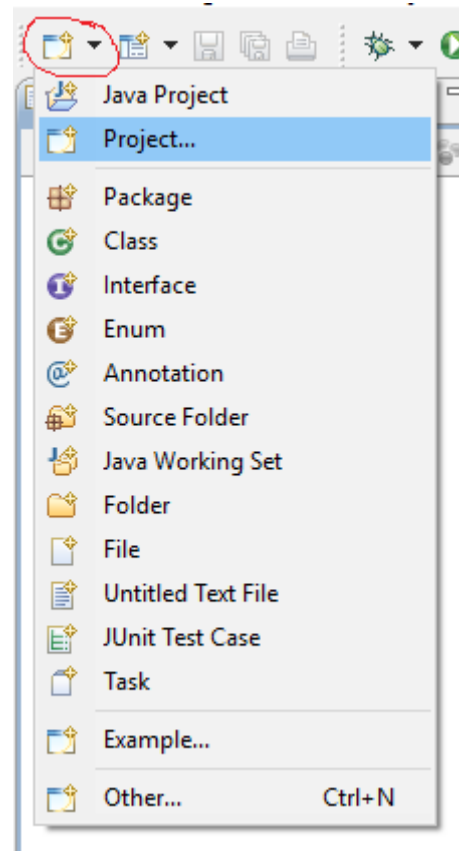 Java Project
Project...
Package
Class
Interface
Enum
Annotation
Source Folder
Java Working Set
Folder
File
Untitled Text File
JUnit Test Case
Task
Example...
Other... Ctrl+N